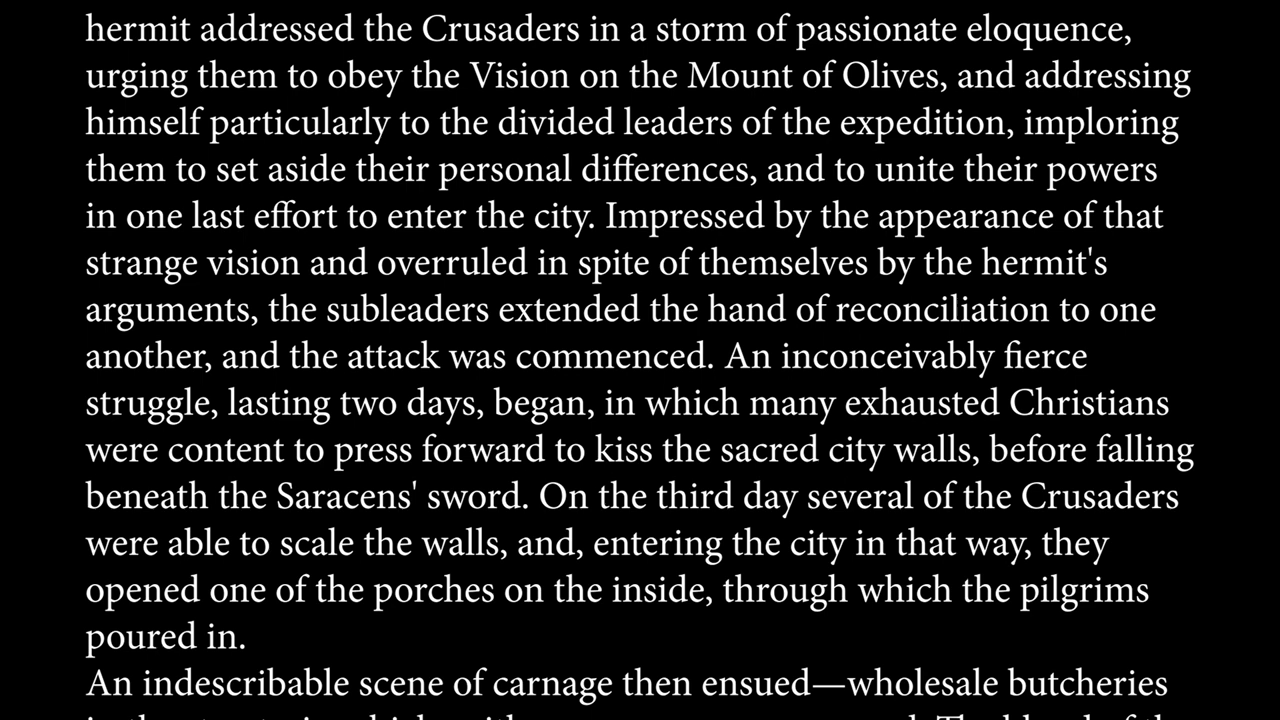 hermit addressed the Crusaders in a storm of passionate eloquence,
urging them to obey the Vision on the Mount of Olives, and addressing
himself particularly to the divided leaders of the expedition, imploring
them to set aside their personal differences, and to unite their powers
in one last effort to enter the city. Impressed by the appearance of that
strange vision and overruled in spite of themselves by the hermit's
arguments, the subleaders extended the hand of reconciliation to one
another, and the attack was commenced. An inconceivably fierce
struggle, lasting two days, began, in which many exhausted Christians
were content to press forward to kiss the sacred city walls, before falling
beneath the Saracens' sword. On the third day several of the Crusaders
were able to scale the walls, and, entering the city in that way, they
opened one of the porches on the inside, through which the pilgrims
poured in.
An indescribable scene of carnage then ensued—wholesale butcheries